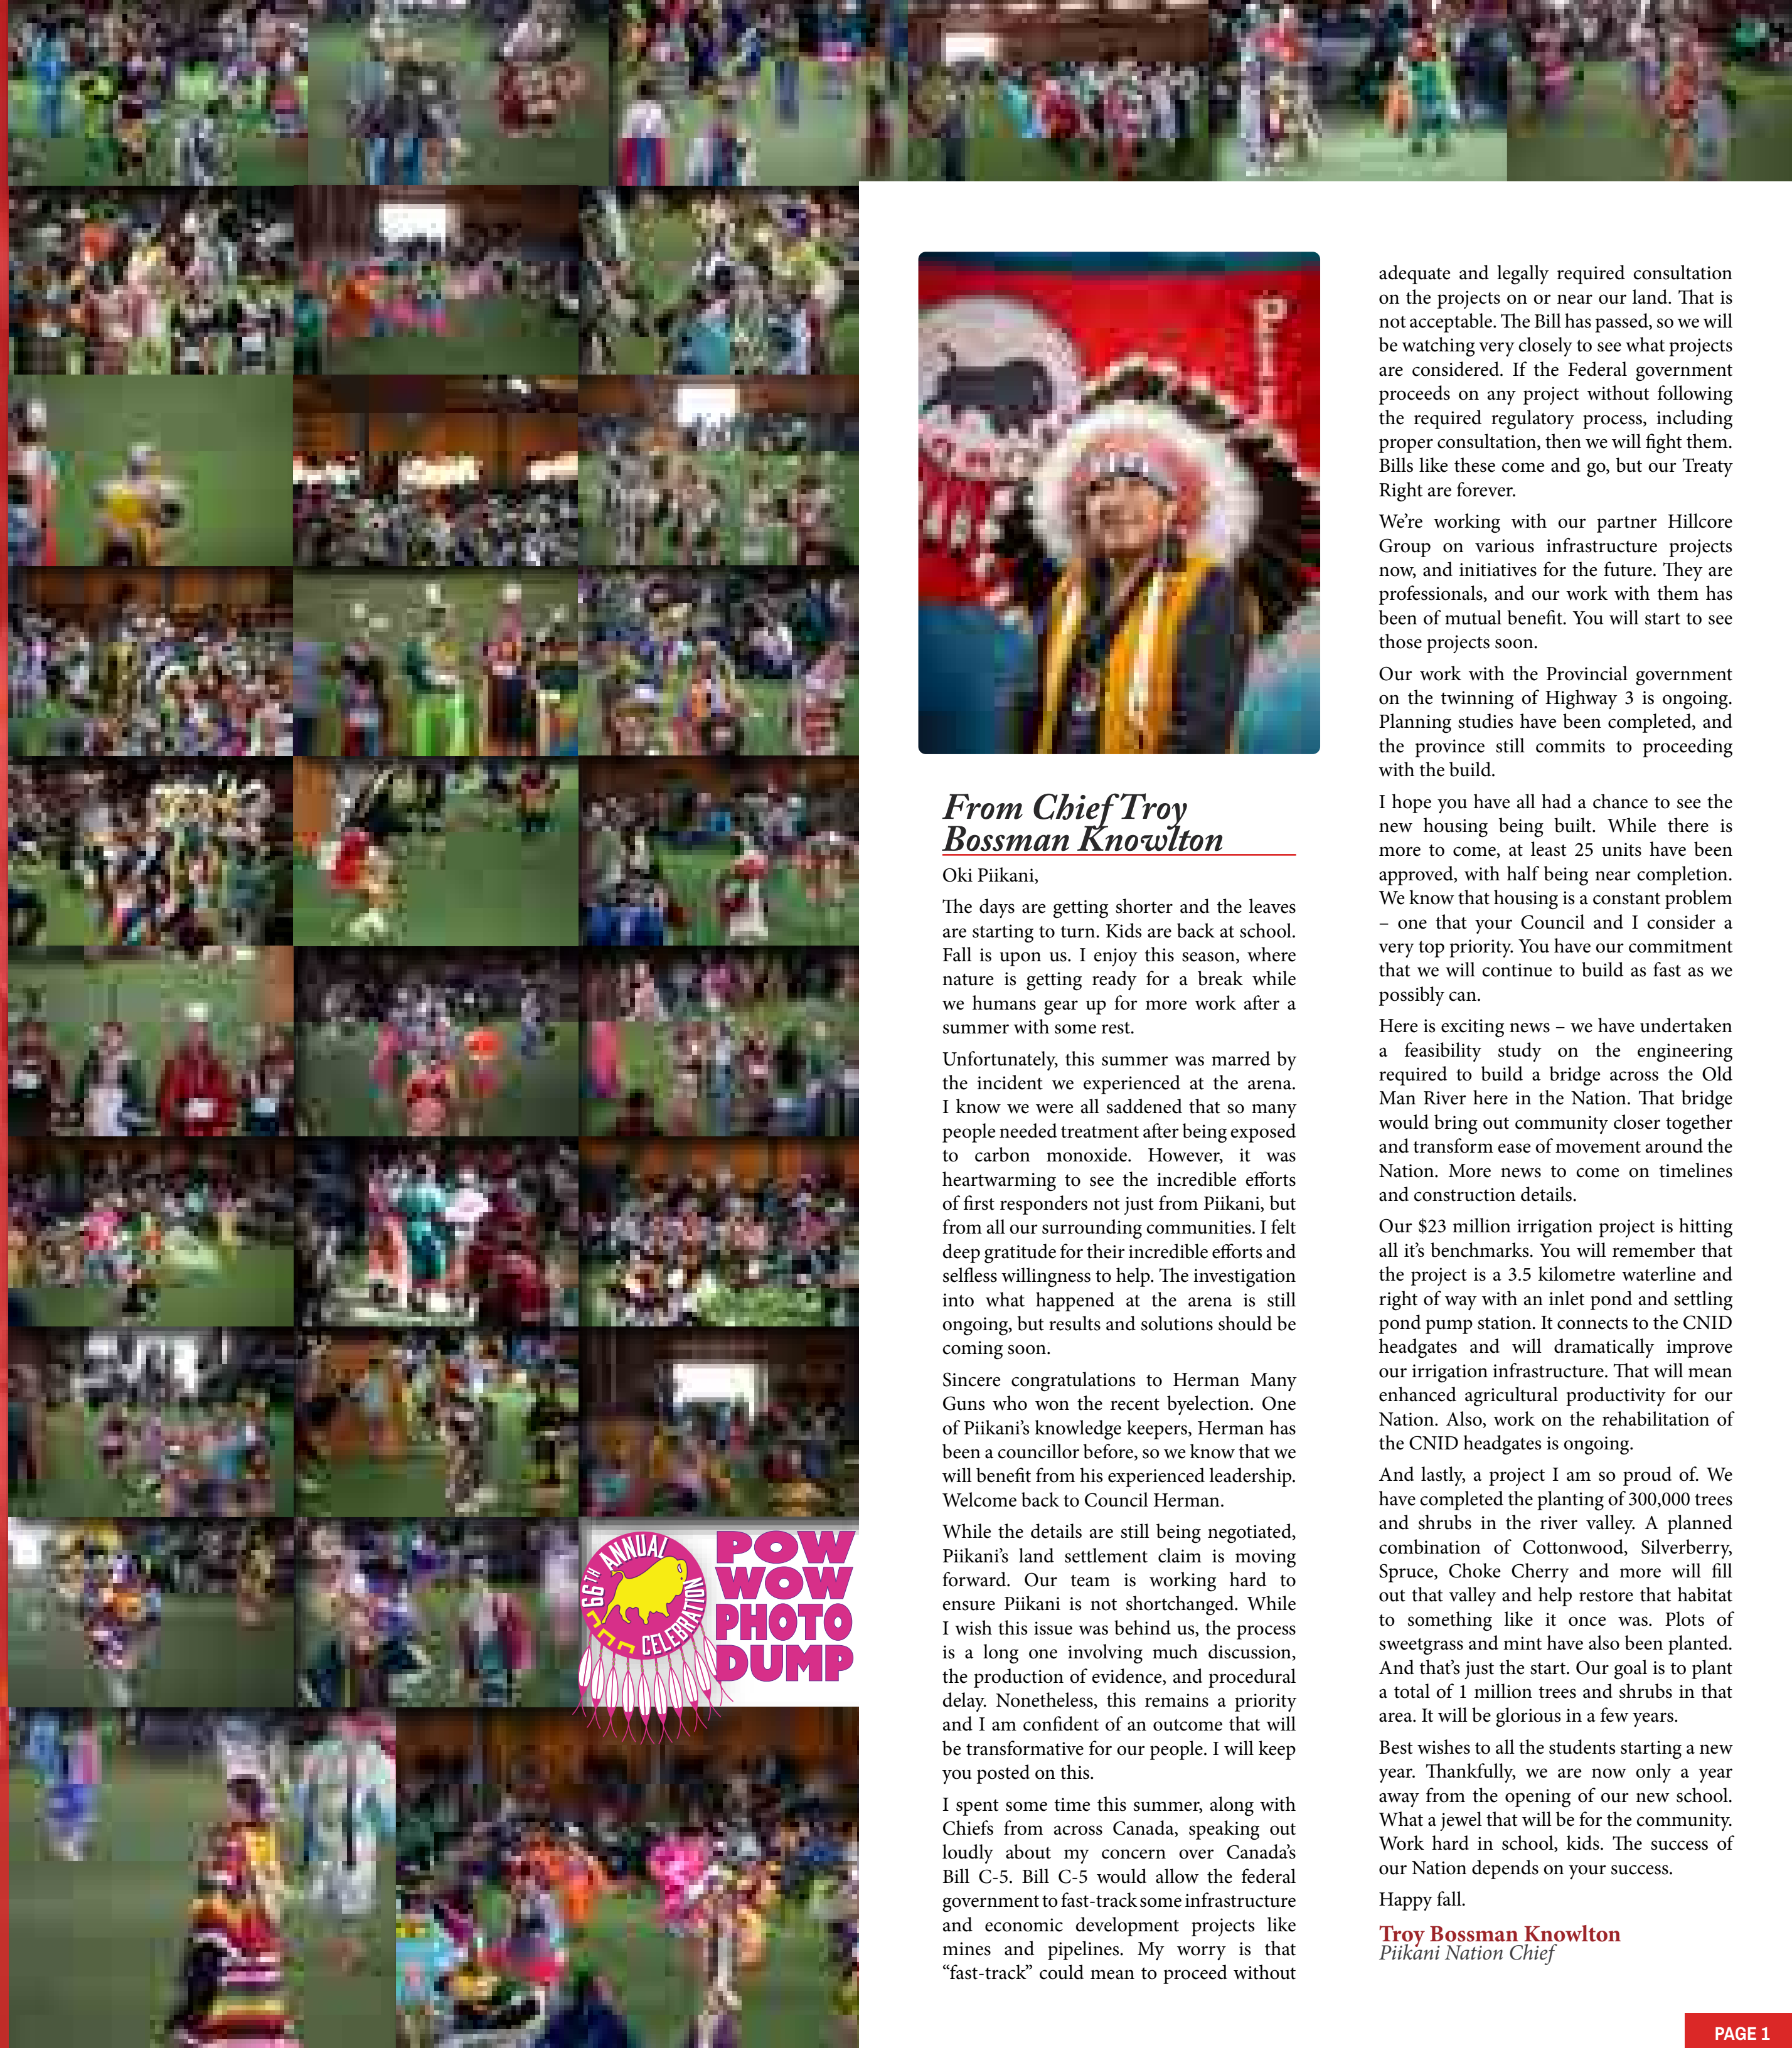 66TH ANNUAL
CELEBRATION
POW
WOW
PHOTO
DUMP
From Chief Troy
Bossman Knowlton
Oki Piikani,
The days are getting shorter and the leaves
are starting to turn. Kids are back at school.
Fall is upon us. I enjoy this season, where
nature is getting ready for a break while
we humans gear up for more work after a
summer with some rest.
Unfortunately, this summer was marred by
the incident we experienced at the arena.
I know we were all saddened that so many
people needed treatment after being exposed
to carbon monoxide. However, it was
heartwarming to see the incredible efforts
of first responders not just from Piikani, but
from all our surrounding communities. I felt
deep gratitude for their incredible efforts and
selfless willingness to help. The investigation
into what happened at the arena is still
ongoing, but results and solutions should be
coming soon.
Sincere congratulations to Herman Many
Guns who won the recent byelection. One
of Piikani’s knowledge keepers, Herman has
been a councillor before, so we know that we
will benefit from his experienced leadership.
Welcome back to Council Herman.
While the details are still being negotiated,
Piikani’s land settlement claim is moving
forward. Our team is working hard to
ensure Piikani is not shortchanged. While
I wish this issue was behind us, the process
is a long one involving much discussion,
the production of evidence, and procedural
delay. Nonetheless, this remains a priority
and I am confident of an outcome that will
be transformative for our people. I will keep
you posted on this.
I spent some time this summer, along with
Chiefs from across Canada, speaking out
loudly about my concern over Canada’s
Bill C-5. Bill C-5 would allow the federal
government to fast-track some infrastructure
and economic development projects like
mines and pipelines. My worry is that
“fast-track” could mean to proceed without
adequate and legally required consultation
on the projects on or near our land. That is
not acceptable. The Bill has passed, so we will
be watching very closely to see what projects
are considered. If the Federal government
proceeds on any project without following
the required regulatory process, including
proper consultation, then we will fight them.
Bills like these come and go, but our Treaty
Right are forever.
We’re working with our partner Hillcore
Group on various infrastructure projects
now, and initiatives for the future. They are
professionals, and our work with them has
been of mutual benefit. You will start to see
those projects soon.
Our work with the Provincial government
on the twinning of Highway 3 is ongoing.
Planning studies have been completed, and
the province still commits to proceeding
with the build.
I hope you have all had a chance to see the
new housing being built. While there is
more to come, at least 25 units have been
approved, with half being near completion.
We know that housing is a constant problem
– one that your Council and I consider a
very top priority. You have our commitment
that we will continue to build as fast as we
possibly can.
Here is exciting news – we have undertaken
a feasibility study on the engineering
required to build a bridge across the Old
Man River here in the Nation. That bridge
would bring out community closer together
and transform ease of movement around the
Nation. More news to come on timelines
and construction details.
Our $23 million irrigation project is hitting
all it’s benchmarks. You will remember that
the project is a 3.5 kilometre waterline and
right of way with an inlet pond and settling
pond pump station. It connects to the CNID
headgates and will dramatically improve
our irrigation infrastructure. That will mean
enhanced agricultural productivity for our
Nation. Also, work on the rehabilitation of
the CNID headgates is ongoing.
And lastly, a project I am so proud of. We
have completed the planting of 300,000 trees
and shrubs in the river valley. A planned
combination of Cottonwood, Silverberry,
Spruce, Choke Cherry and more will fill
out that valley and help restore that habitat
to something like it once was. Plots of
sweetgrass and mint have also been planted.
And that’s just the start. Our goal is to plant
a total of 1 million trees and shrubs in that
area. It will be glorious in a few years.
Best wishes to all the students starting a new
year. Thankfully, we are now only a year
away from the opening of our new school.
What a jewel that will be for the community.
Work hard in school, kids. The success of
our Nation depends on your success.
Happy fall.
Troy Bossman Knowlton
Piikani Nation Chief
PAGE 1